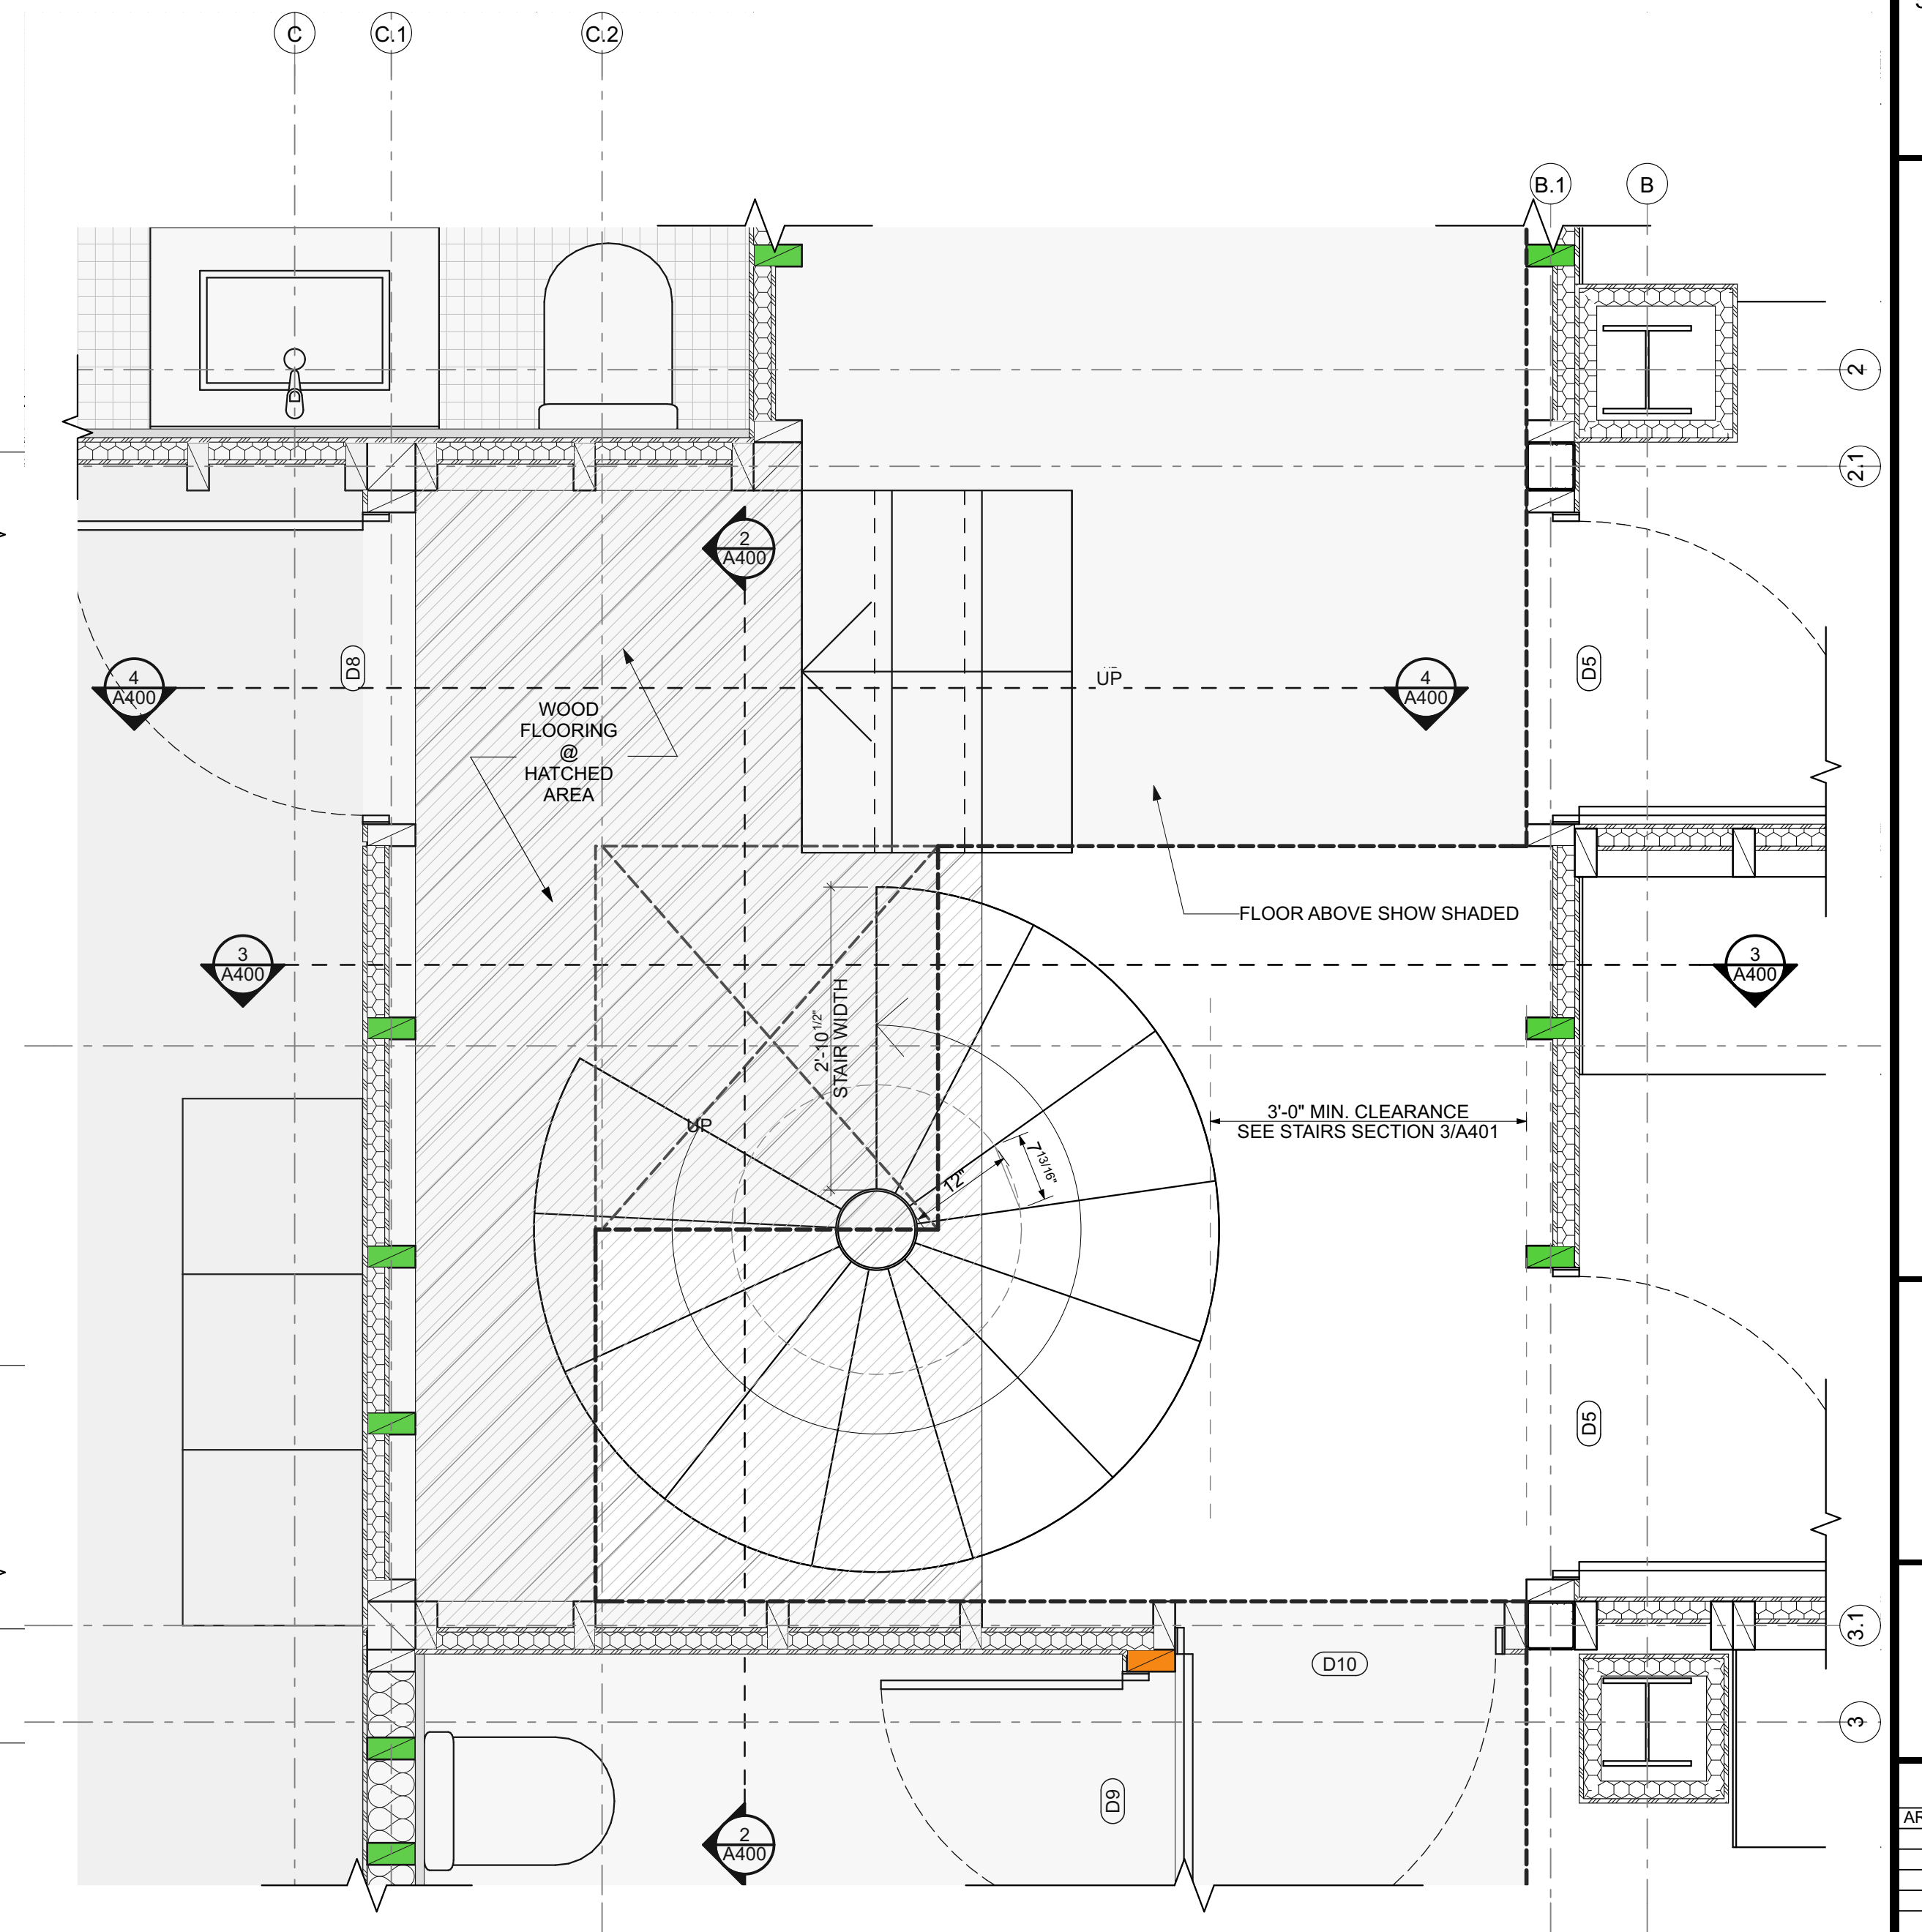 C
C.1
C.2
B.1
B
2
2.1
2
A400
4
A400
D8
UP
4
A400
D5
WOOD
FLOORING
@
HATCHED
AREA
FLOOR ABOVE SHOW SHADED
3
A400
3
A400
2'-10 1/2"
STAIR WIDTH
UP
12"
7 13/16"
3'-0" MIN. CLEARANCE
SEE STAIRS SECTION 3/A401
D5
3.1
D10
3
D9
2
A400
AR